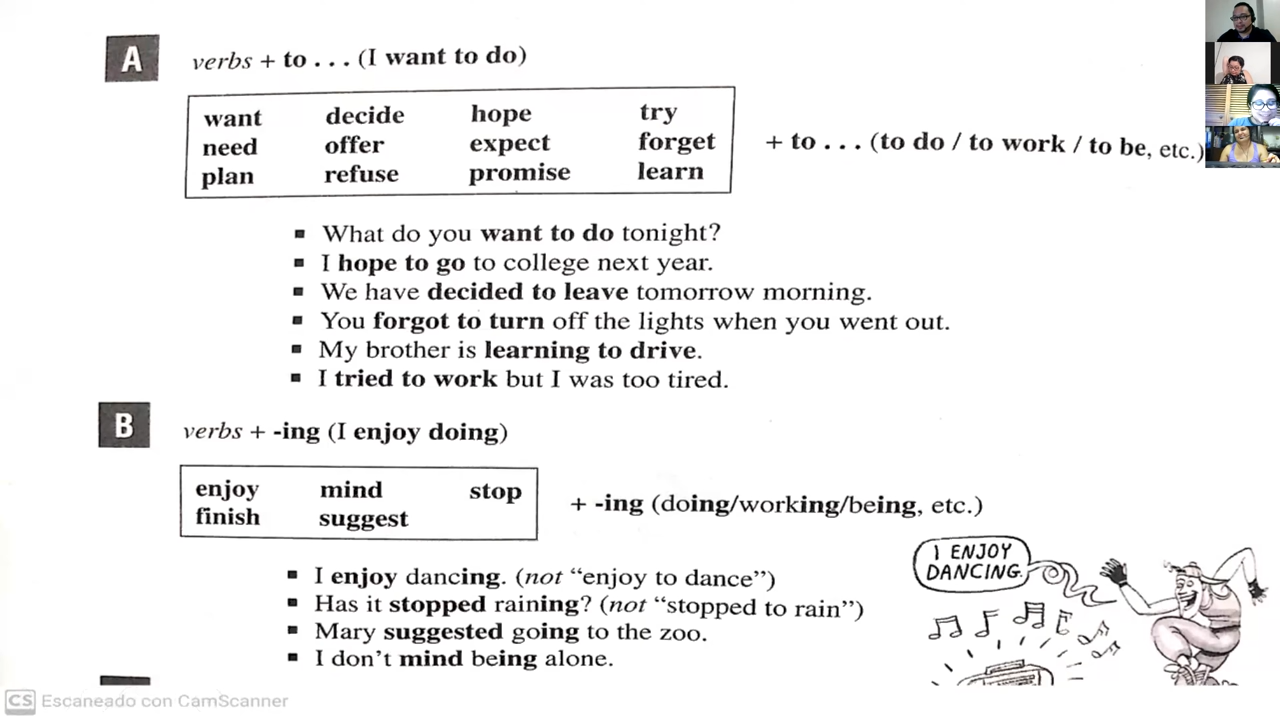 A
verbs + to . . . (I want to do)
want decide hope try
need offer expect forget
plan refuse promise learn
+ to . . . (to do / to work / to be, etc.)
■ What do you want to do tonight?
■ I hope to go to college next year.
■ We have decided to leave tomorrow morning.
■ You forgot to turn off the lights when you went out.
■ My brother is learning to drive.
■ I tried to work but I was too tired.
B
verbs + -ing (I enjoy doing)
enjoy mind stop
finish suggest
+ -ing (doing/working/being, etc.)
■ I enjoy dancing. (not “enjoy to dance”)
■ Has it stopped raining? (not “stopped to rain”)
■ Mary suggested going to the zoo.
■ I don’t mind being alone.
I ENJOY
DANCING.
CS Escaneado con CamScanner